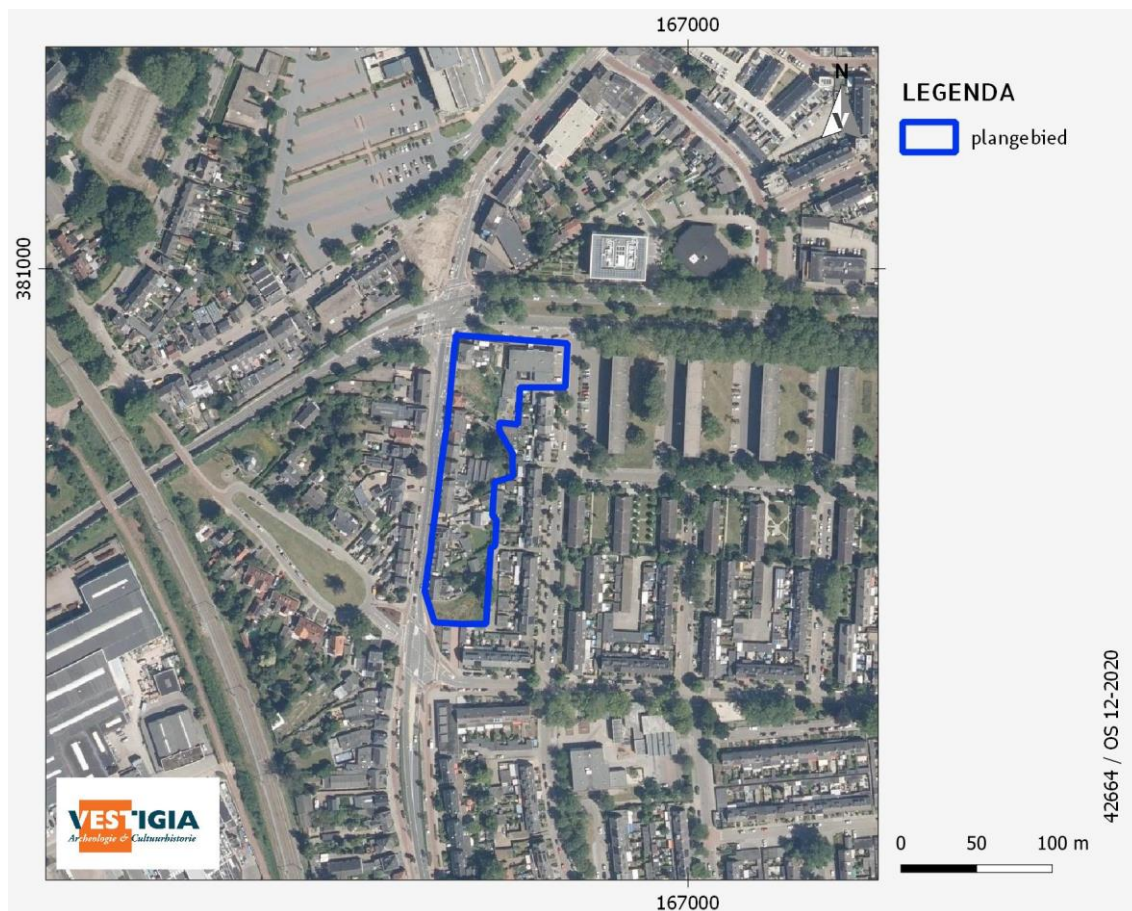 167000
N
LEGENDA
plangebied
381000
VESTIGIA
Archeologie & Cultuurhistorie
42664 / OS 12-2020
0 50 100 m
167000